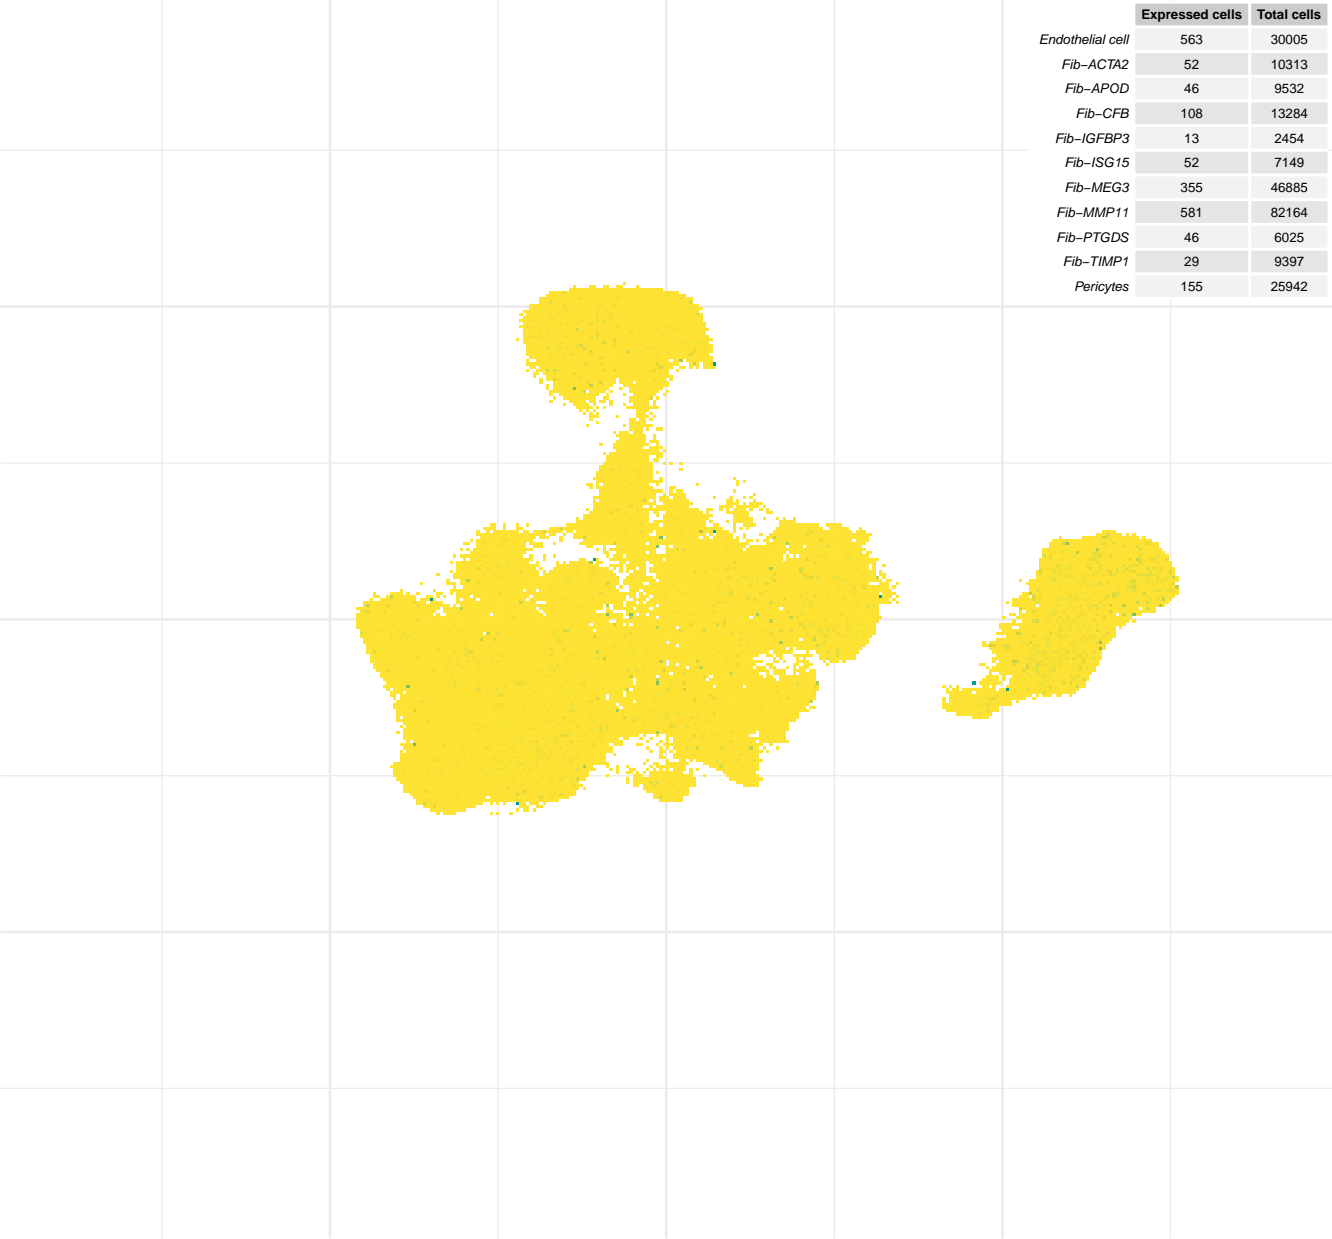 Expressed cells Total cells
Endothelial cell 563 30005
Fib−ACTA2 52 10313
Fib−APOD 46 9532
Fib−CFB 108 13284
Fib−IGFBP3 13 2454
Fib−ISG15 52 7149
Fib−MEG3 355 46885
Fib−MMP11 581 82164
Fib−PTGDS 46 6025
Fib−TIMP1 29 9397
Pericytes 155 25942